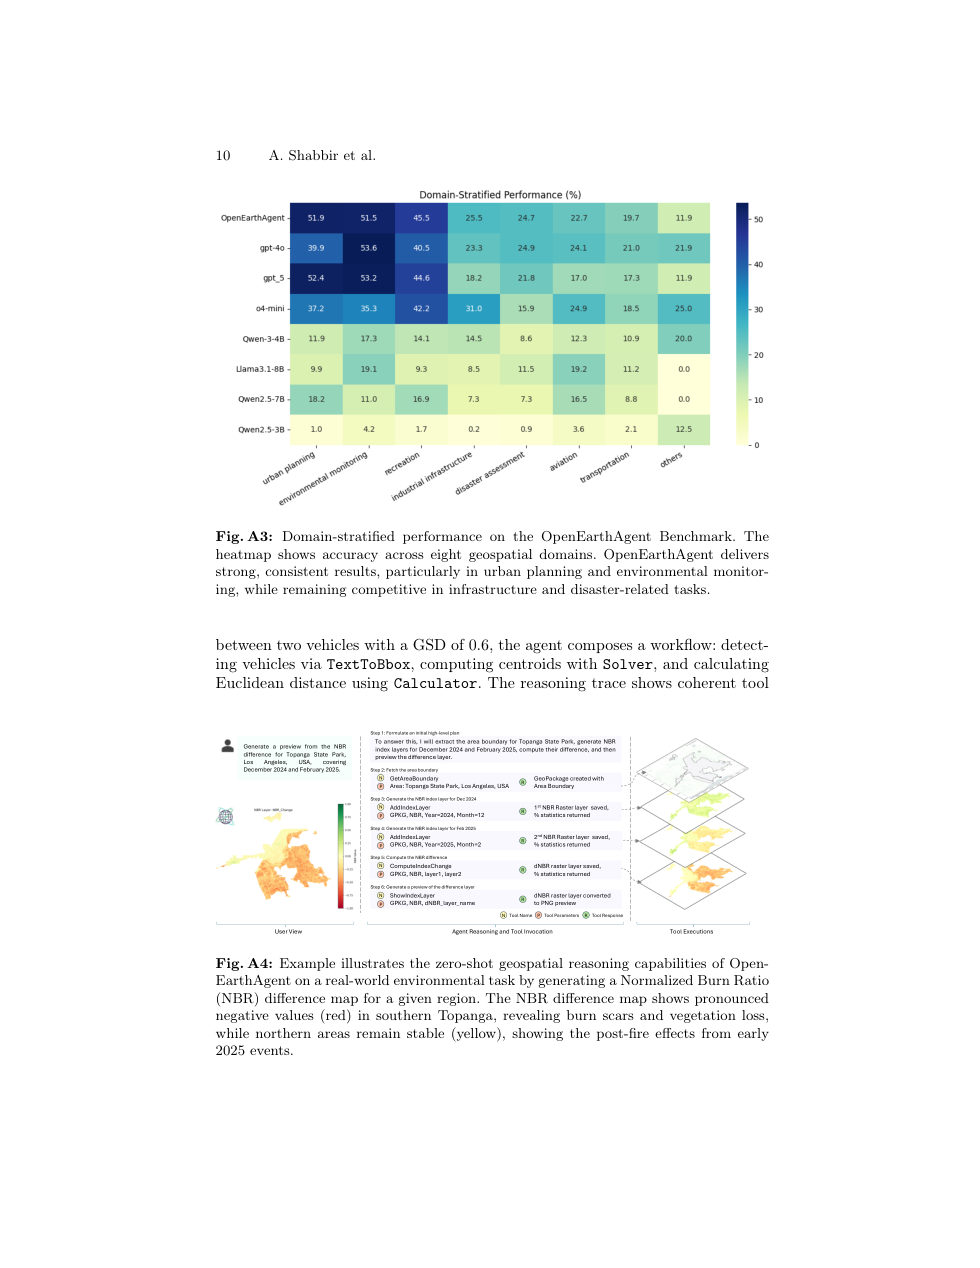 10 A. Shabbir et al.
Domain-Stratified Performance (%)
OpenEarthAgent 51.9 51.5 45.5 25.5 24.7 22.7 19.7 11.9
gpt-4o 39.9 53.6 40.5 23.3 24.9 24.1 21.0 21.9
gpt_5 52.4 53.2 44.6 18.2 21.8 17.0 17.3 11.9
o4-mini 37.2 35.3 42.2 31.0 15.9 24.9 18.5 25.0
Qwen-3-4B 11.9 17.3 14.1 14.5 8.6 12.3 10.9 20.0
Llama3.1-8B 9.9 19.1 9.3 8.5 11.5 19.2 11.2 0.0
Qwen2.5-7B 18.2 11.0 16.9 7.3 7.3 16.5 8.8 0.0
Qwen2.5-3B 1.0 4.2 1.7 0.2 0.9 3.6 2.1 12.5
urban planning environmental monitoring recreation industrial infrastructure disaster assessment aviation transportation others
50
40
30
20
10
0
Fig. A3: Domain-stratified performance on the OpenEarthAgent Benchmark. The
heatmap shows accuracy across eight geospatial domains. OpenEarthAgent delivers
strong, consistent results, particularly in urban planning and environmental monitor-
ing, while remaining competitive in infrastructure and disaster-related tasks.
between two vehicles with a GSD of 0.6, the agent composes a workflow: detect-
ing vehicles via TextToBbox, computing centroids with Solver, and calculating
Euclidean distance using Calculator. The reasoning trace shows coherent tool
Generate a preview from the NBR
difference for Topanga State Park,
Los Angeles, USA, covering
December 2024 and February 2025.
NBR Layer: NBR_Change
User View
Step 1: Formulate an initial high-level plan
To answer this, I will extract the area boundary for Topanga State Park, generate NBR
index layers for December 2024 and February 2025, compute their difference, and then
preview the difference layer.
Step 2: Fetch the area boundary
N GetAreaBoundary
P Area: Topanga State Park, Los Angeles, USA
R GeoPackage created with
Area Boundary
Step 3: Generate the NBR index layer for Dec 2024
N AddIndexLayer
P GPKG, NBR, Year=2024, Month=12
R 1st NBR Raster layer saved,
% statistics returned
Step 4: Generate the NBR index layer for Feb 2025
N AddIndexLayer
P GPKG, NBR, Year=2025, Month=2
R 2nd NBR Raster layer saved,
% statistics returned
Step 5: Compute the NBR difference
N ComputeIndexChange
P GPKG, NBR, layer1, layer2
R dNBR raster layer saved,
% statistics returned
Step 6: Generate a preview of the difference layer
N ShowIndexLayer
P GPKG, NBR, dNBR_layer_name
R dNBR raster layer converted
to PNG preview
N Tool Name P Tool Parameters R Tool Response
Agent Reasoning and Tool Invocation
Tool Executions
Fig. A4: Example illustrates the zero-shot geospatial reasoning capabilities of Open-
EarthAgent on a real-world environmental task by generating a Normalized Burn Ratio
(NBR) difference map for a given region. The NBR difference map shows pronounced
negative values (red) in southern Topanga, revealing burn scars and vegetation loss,
while northern areas remain stable (yellow), showing the post-fire effects from early
2025 events.